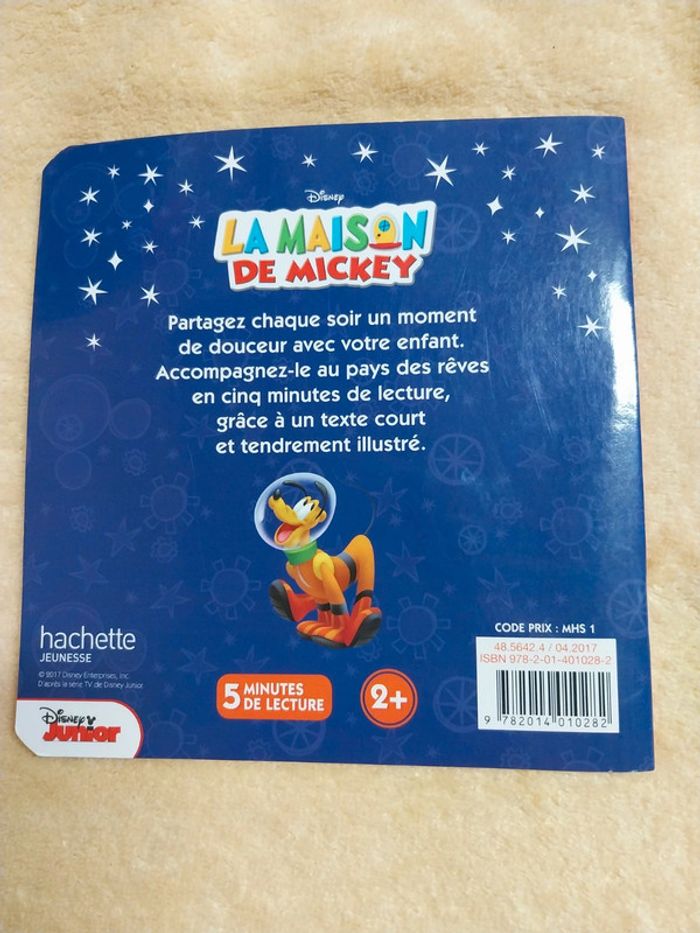 Disney
LA MAISON
DE MICKEY
Partagez chaque soir un moment
de douceur avec votre enfant.
Accompagnez-le au pays des rêves
en cinq minutes de lecture,
grâce à un texte court
et tendrement illustré.
hachette
JEUNESSE
© 2017 Disney Enterprises, Inc.
D'après la série TV de Disney Junior.
Disney
Junior
5 MINUTES
DE LECTURE
2+
CODE PRIX : MHS 1
48.5642.4 / 04.2017
ISBN 978-2-01-401028-2
9 782014 010282